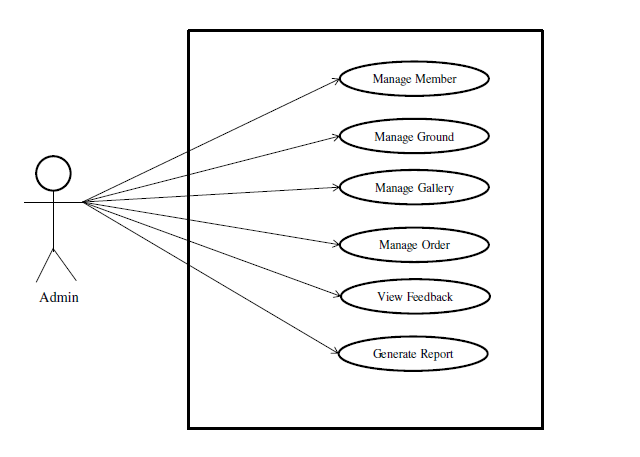 Manage Member
Manage Ground
Manage Gallery
Manage Order
View Feedback
Admin
Generate Report